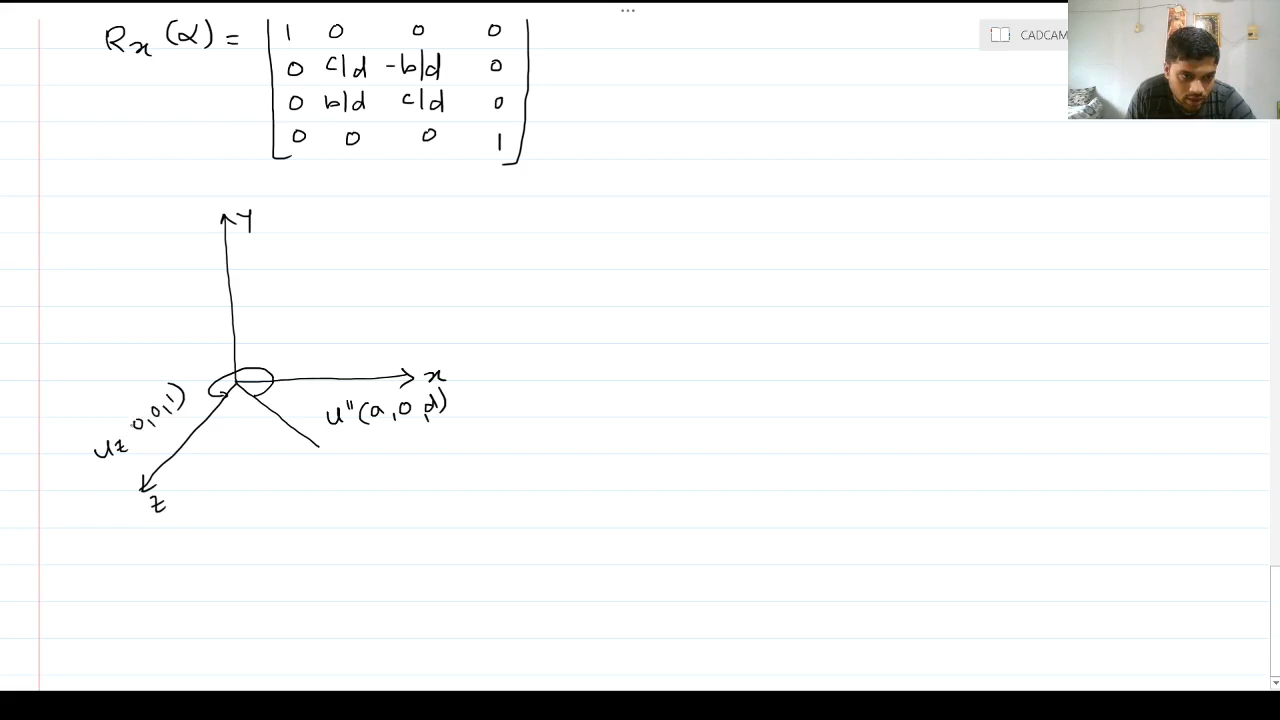 Rx (α) = [ 1 0 0 0
0 c/d -b/d 0
0 b/d c/d 0
0 0 0 1 ]
CADCAM
Y
x
u"(a, 0, d)
uz 0,0,1)
z